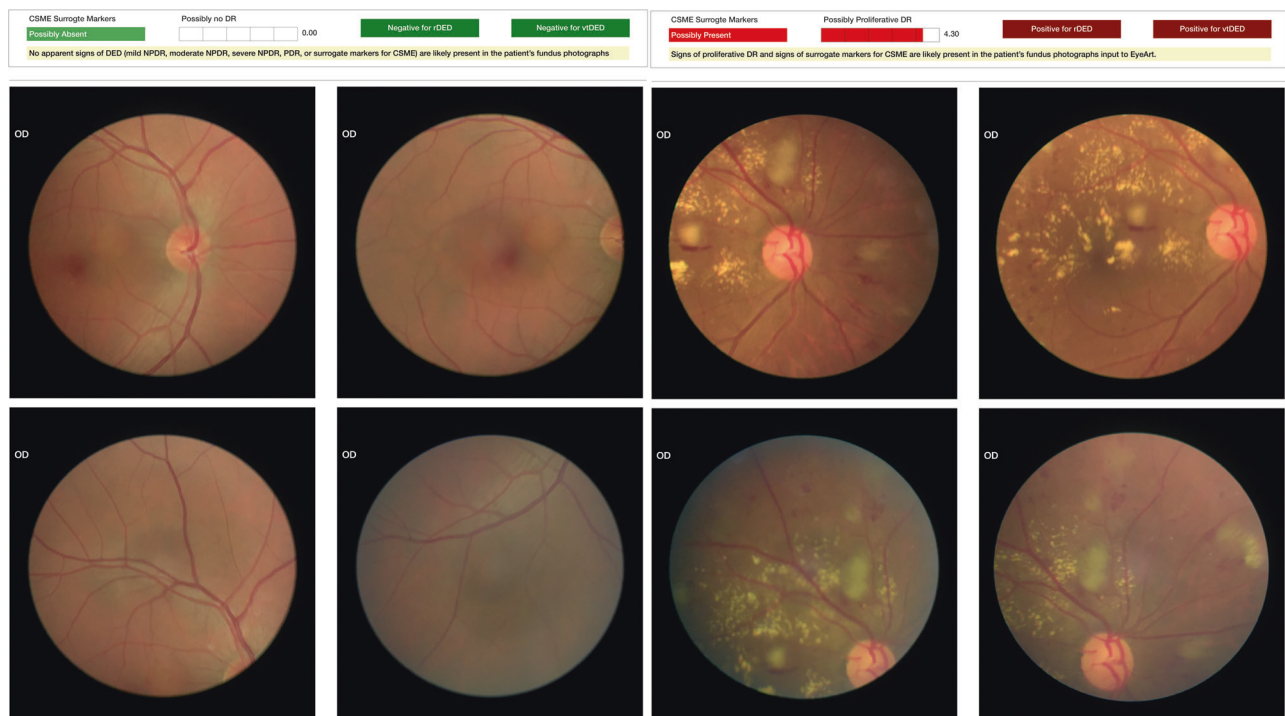 CSME Surrogte Markers
Possibly no DR
Possibly Absent
0.00
Negative for rDED
Negative for vtDED
No apparent signs of DED (mild NPDR, moderate NPDR, severe NPDR, PDR, or surrogate markers for CSME) are likely present in the patient's fundus photographs
CSME Surrogte Markers
Possibly Proliferative DR
Possibly Present
4.30
Positive for rDED
Positive for vtDED
Signs of proliferative DR and signs of surrogate markers for CSME are likely present in the patient's fundus photographs input to EyeArt.
OD
OD
OD
OD
OD
OD
OD
OD